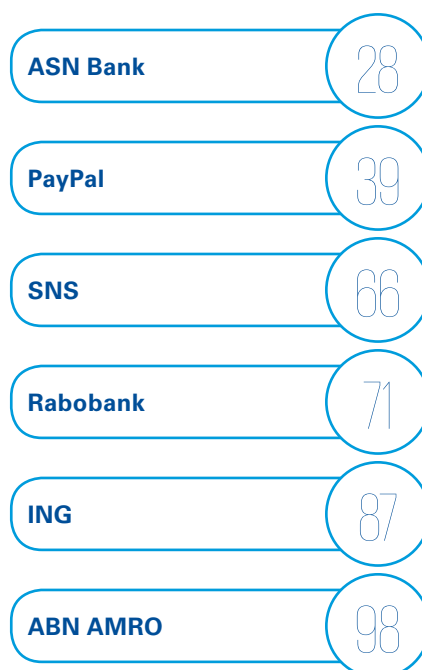 ASN Bank 28
PayPal 39
SNS 66
Rabobank 71
ING 87
ABN AMRO 98